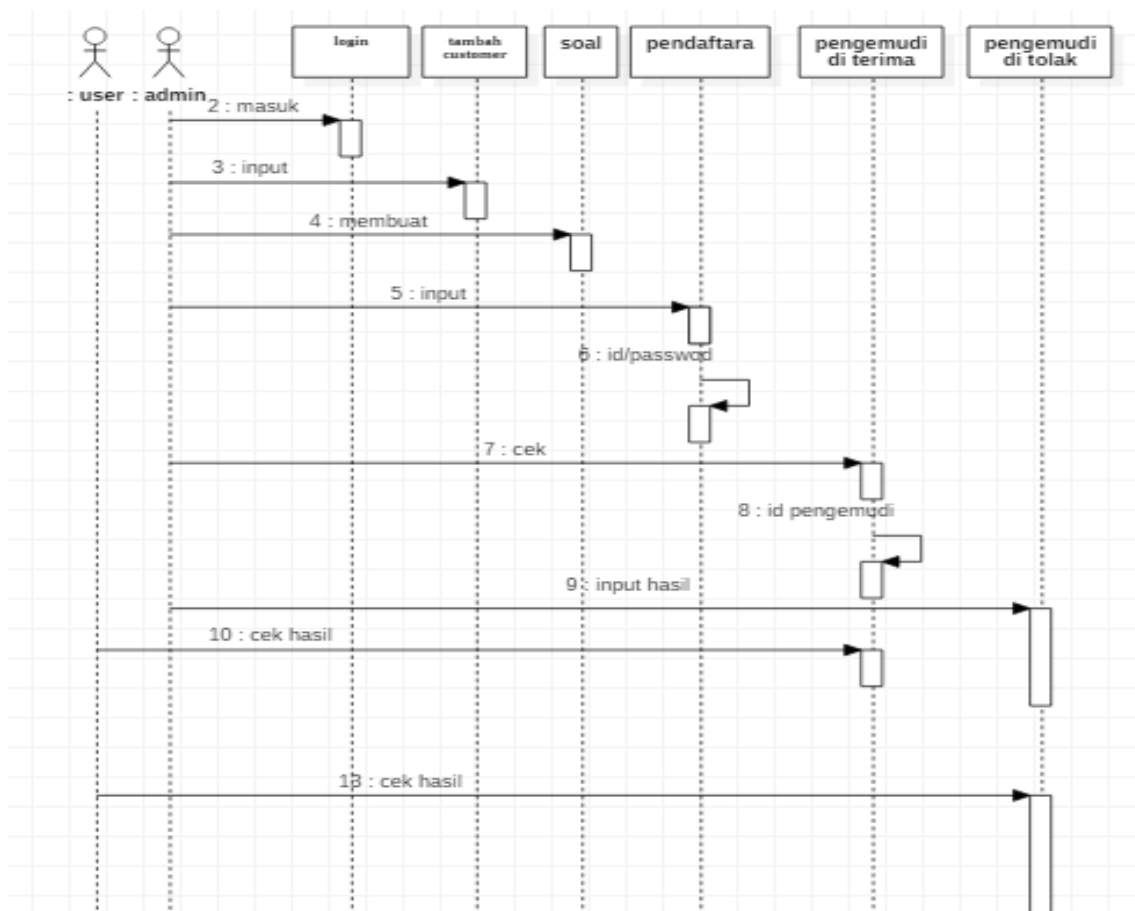 login
tambah
customer
soal
pendaftara
pengemudi
di terima
pengemudi
di tolak
: user : admin
2 : masuk
3 : input
4 : membuat
5 : input
6 : id/passwod
7 : cek
8 : id pengemudi
9 : input hasil
10 : cek hasil
13 : cek hasil